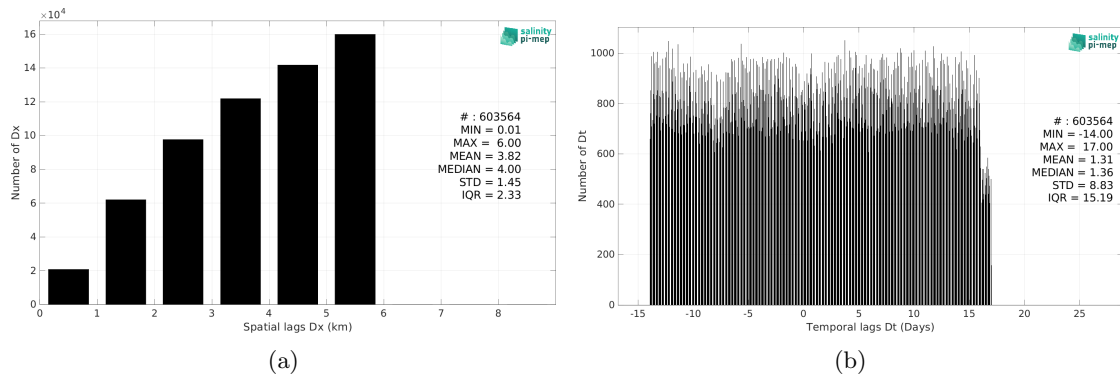 ×10⁴
16
14
12
10
8
6
4
2
0
Number of Dx
0 1 2 3 4 5 6 7 8
Spatial lags Dx (km)
salinity
pi-mep
# : 603564
MIN = 0.01
MAX = 6.00
MEAN = 3.82
MEDIAN = 4.00
STD = 1.45
IQR = 2.33
(a)
1000
800
600
400
200
0
Number of Dt
-15 -10 -5 0 5 10 15 20 25
Temporal lags Dt (Days)
salinity
pi-mep
# : 603564
MIN = -14.00
MAX = 17.00
MEAN = 1.31
MEDIAN = 1.36
STD = 8.83
IQR = 15.19
(b)